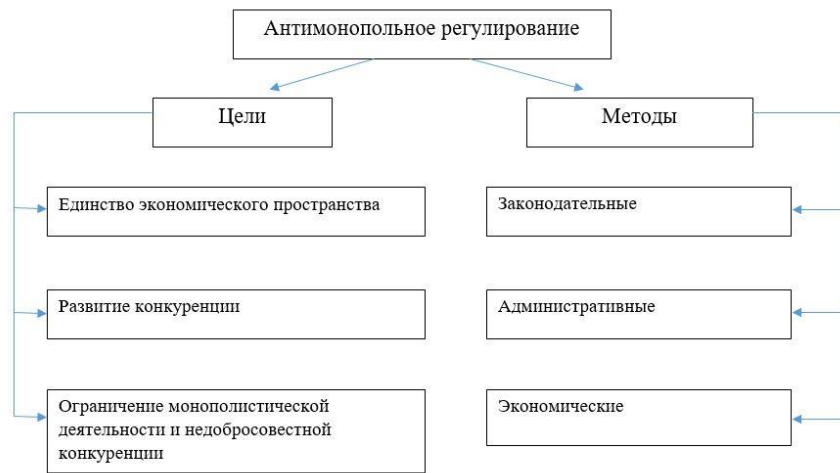 Антимонопольное регулирование
Цели
Методы
Единство экономического пространства
Законодательные
Развитие конкуренции
Административные
Ограничение монополистической
деятельности и недобросовестной
конкуренции
Экономические